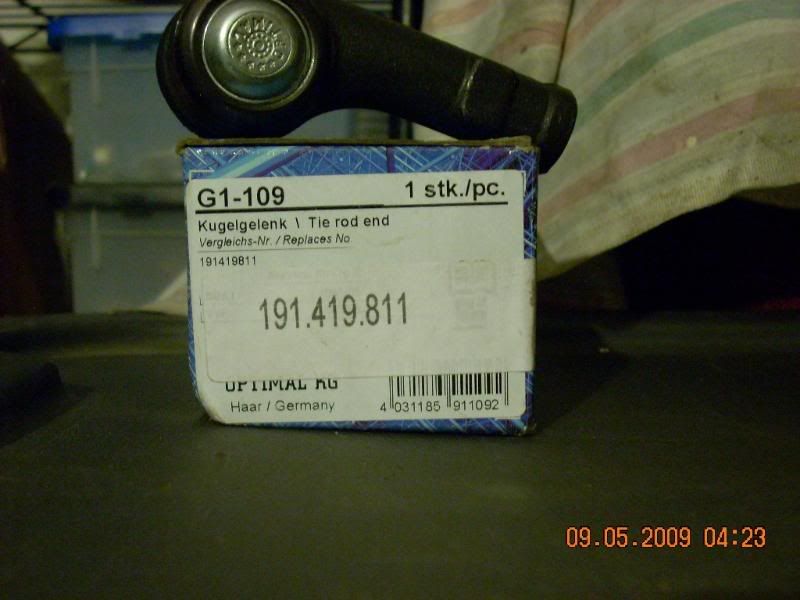 G1-109 1 stk./pc.
Kugelgelenk \ Tie rod end
Vergleichs-Nr. / Replaces No
191419811
191.419.811
OPTIMAL KG
Haar / Germany
4 031185 911092
09.05.2009 04:23